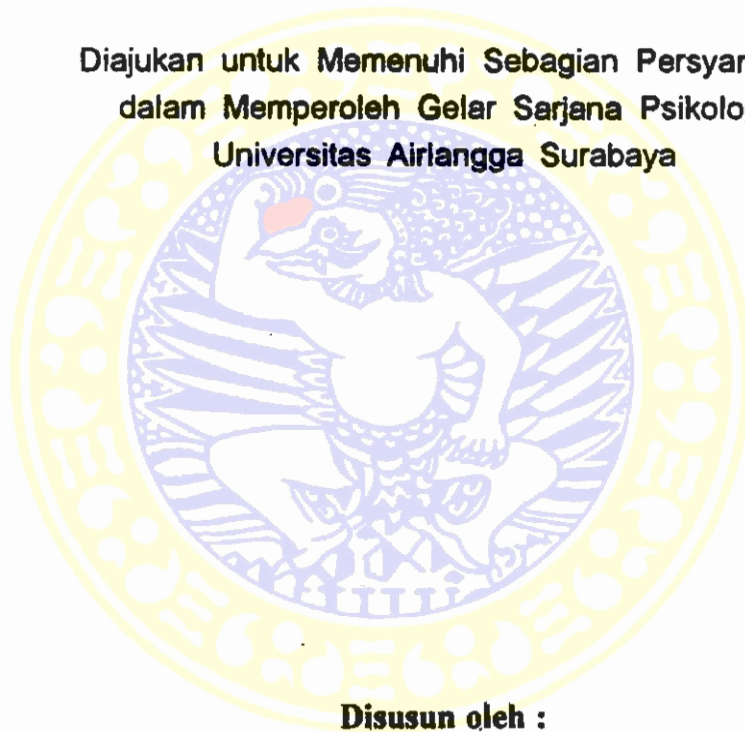 Diajukan untuk Memenuhi Sebagian Persyar
dalam Memperoleh Gelar Sarjana Psikolo
Universitas Airlangga Surabaya
Disusun oleh :